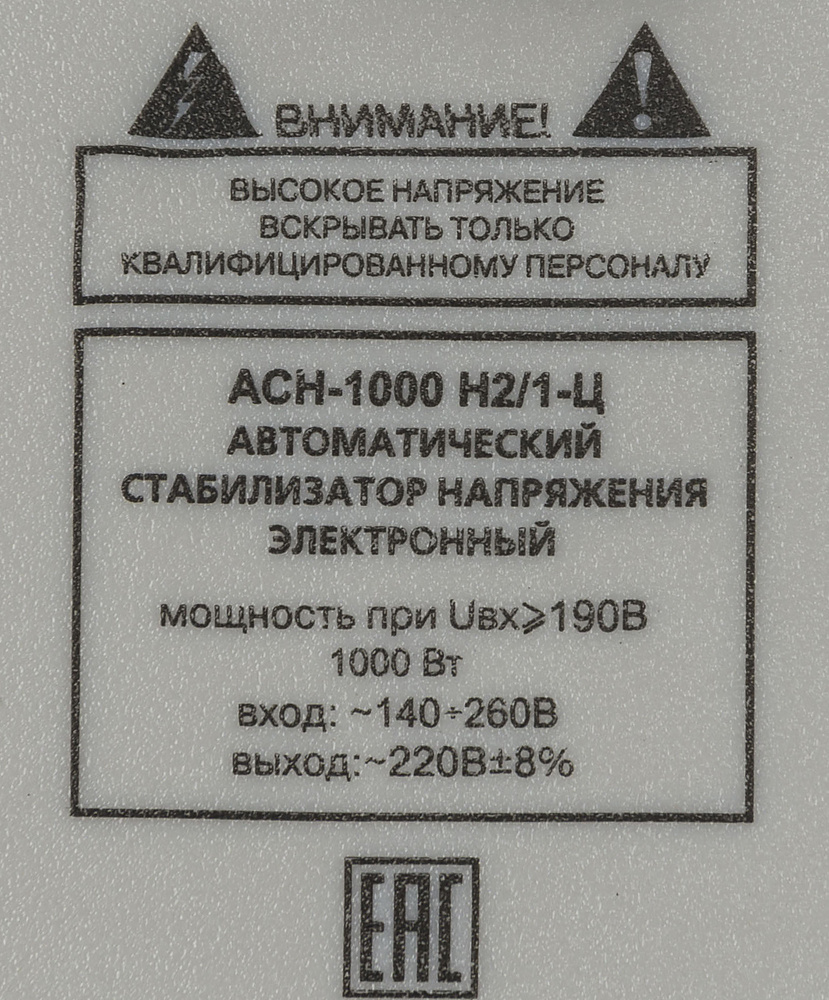 ВНИМАНИЕ!
ВЫСОКОЕ НАПРЯЖЕНИЕ
ВСКРЫВАТЬ ТОЛЬКО
КВАЛИФИЦИРОВАННОМУ ПЕРСОНАЛУ
АСН-1000 Н2/1-Ц
АВТОМАТИЧЕСКИЙ
СТАБИЛИЗАТОР НАПРЯЖЕНИЯ
ЭЛЕКТРОННЫЙ
мощность при Uвх⩾190В
1000 Вт
вход: ~140÷260В
выход:~220В±8%
EAC